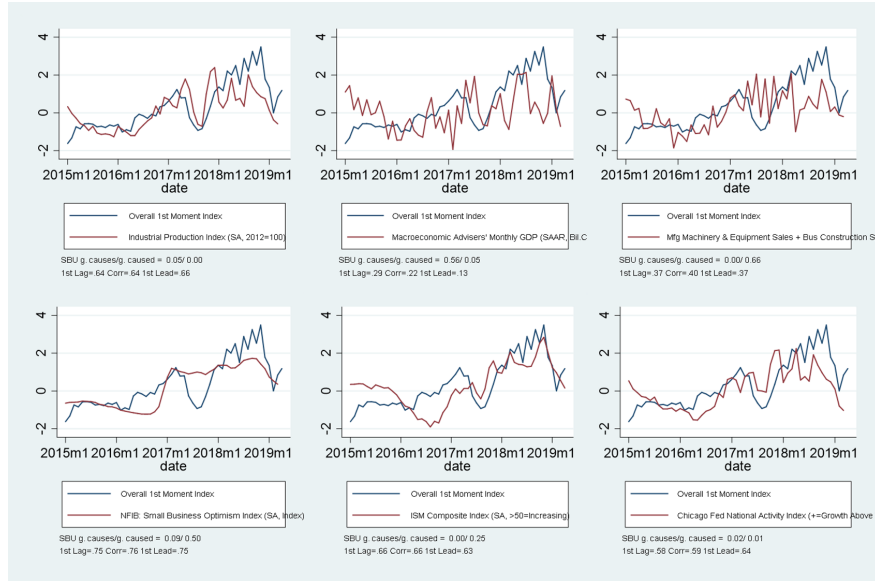 4
2
0
-2
2015m1 2016m1 2017m1 2018m1 2019m1
date
Overall 1st Moment Index
Industrial Production Index (SA, 2012=100)
SBU g. causes/g. caused = 0.05/ 0.00
1st Lag=.64 Corr=.64 1st Lead=.66
4
2
0
-2
2015m1 2016m1 2017m1 2018m1 2019m1
date
Overall 1st Moment Index
Macroeconomic Advisers' Monthly GDP (SAAR, Bil.C
SBU g. causes/g. caused = 0.56/ 0.05
1st Lag=.29 Corr=.22 1st Lead=.13
4
2
0
-2
2015m1 2016m1 2017m1 2018m1 2019m1
date
Overall 1st Moment Index
Mfg Machinery & Equipment Sales + Bus Construction S
SBU g. causes/g. caused = 0.00/ 0.66
1st Lag=.37 Corr=.40 1st Lead=.37
4
2
0
-2
2015m1 2016m1 2017m1 2018m1 2019m1
date
Overall 1st Moment Index
NFIB: Small Business Optimism Index (SA, Index)
SBU g. causes/g. caused = 0.09/ 0.50
1st Lag=.75 Corr=.76 1st Lead=.75
4
2
0
-2
2015m1 2016m1 2017m1 2018m1 2019m1
date
Overall 1st Moment Index
ISM Composite Index (SA, >50=Increasing)
SBU g. causes/g. caused = 0.00/ 0.25
1st Lag=.66 Corr=.66 1st Lead=.63
4
2
0
-2
2015m1 2016m1 2017m1 2018m1 2019m1
date
Overall 1st Moment Index
Chicago Fed National Activity Index (+=Growth Above
SBU g. causes/g. caused = 0.02/ 0.01
1st Lag=.58 Corr=.59 1st Lead=.64